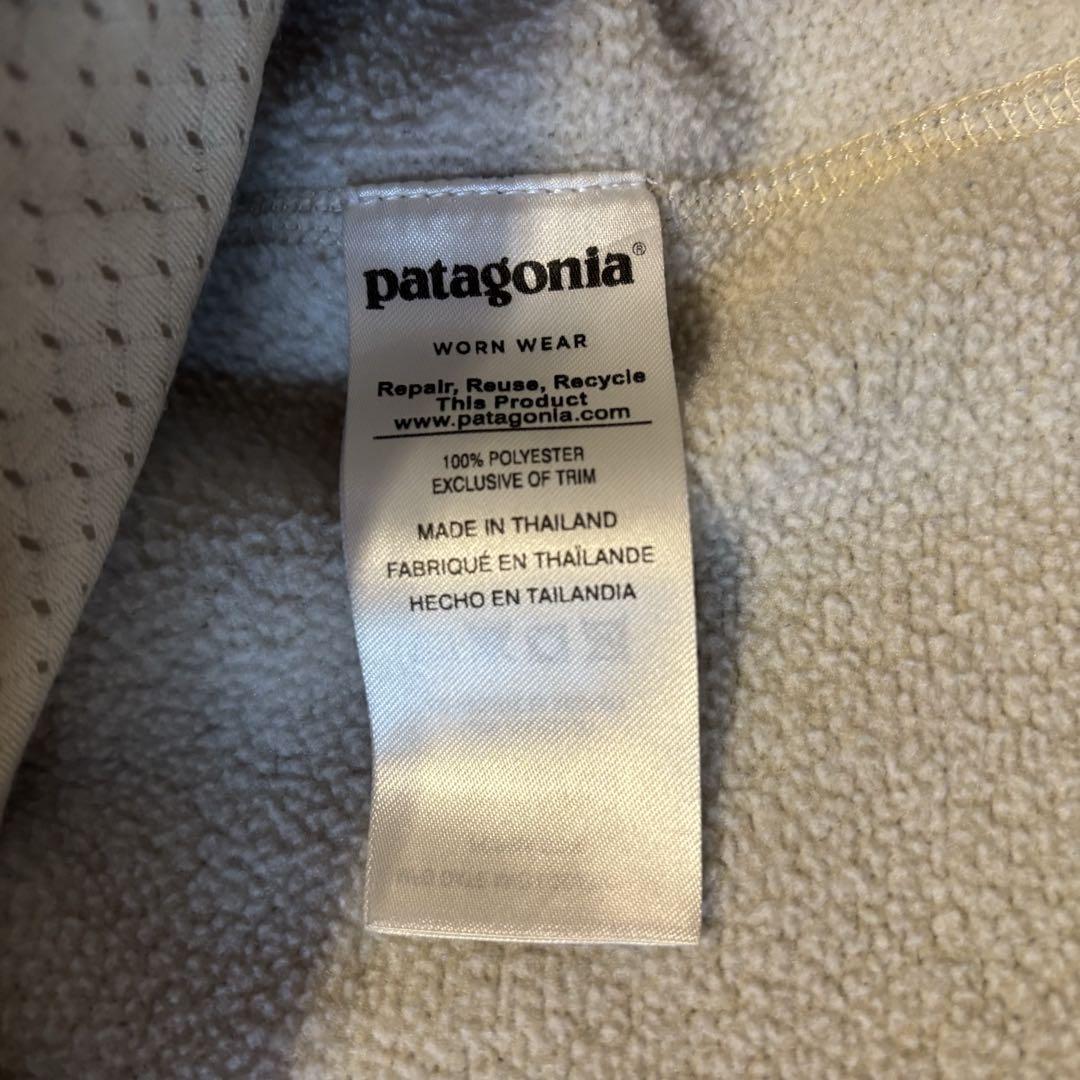 patagonia®
WORN WEAR
Repair, Reuse, Recycle
This Product
www.patagonia.com
100% POLYESTER
EXCLUSIVE OF TRIM
MADE IN THAILAND
FABRIQUÉ EN THAÏLANDE
HECHO EN TAILANDIA